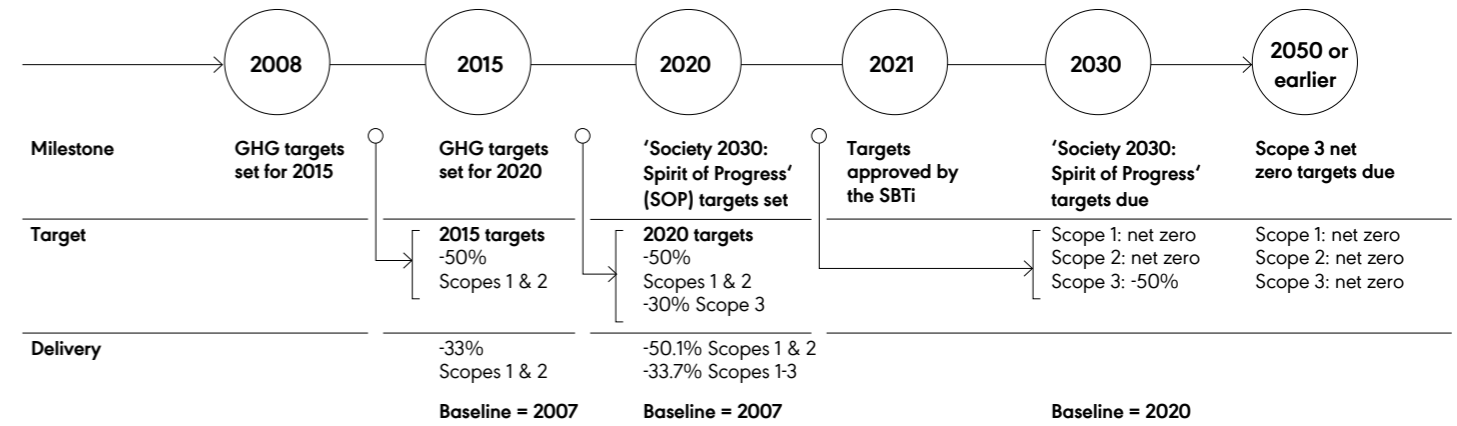 2008
2015
2020
2021
2030
2050 or
earlier
Milestone
GHG targets
set for 2015
GHG targets
set for 2020
‘Society 2030:
Spirit of Progress’
(SOP) targets set
Targets
approved by
the SBTi
‘Society 2030:
Spirit of Progress’
targets due
Scope 3 net
zero targets due
Target
2015 targets
-50%
Scopes 1 & 2
2020 targets
-50%
Scopes 1 & 2
-30% Scope 3
Scope 1: net zero
Scope 2: net zero
Scope 3: -50%
Scope 1: net zero
Scope 2: net zero
Scope 3: net zero
Delivery
-33%
Scopes 1 & 2
-50.1% Scopes 1 & 2
-33.7% Scopes 1-3
Baseline = 2007
Baseline = 2007
Baseline = 2020